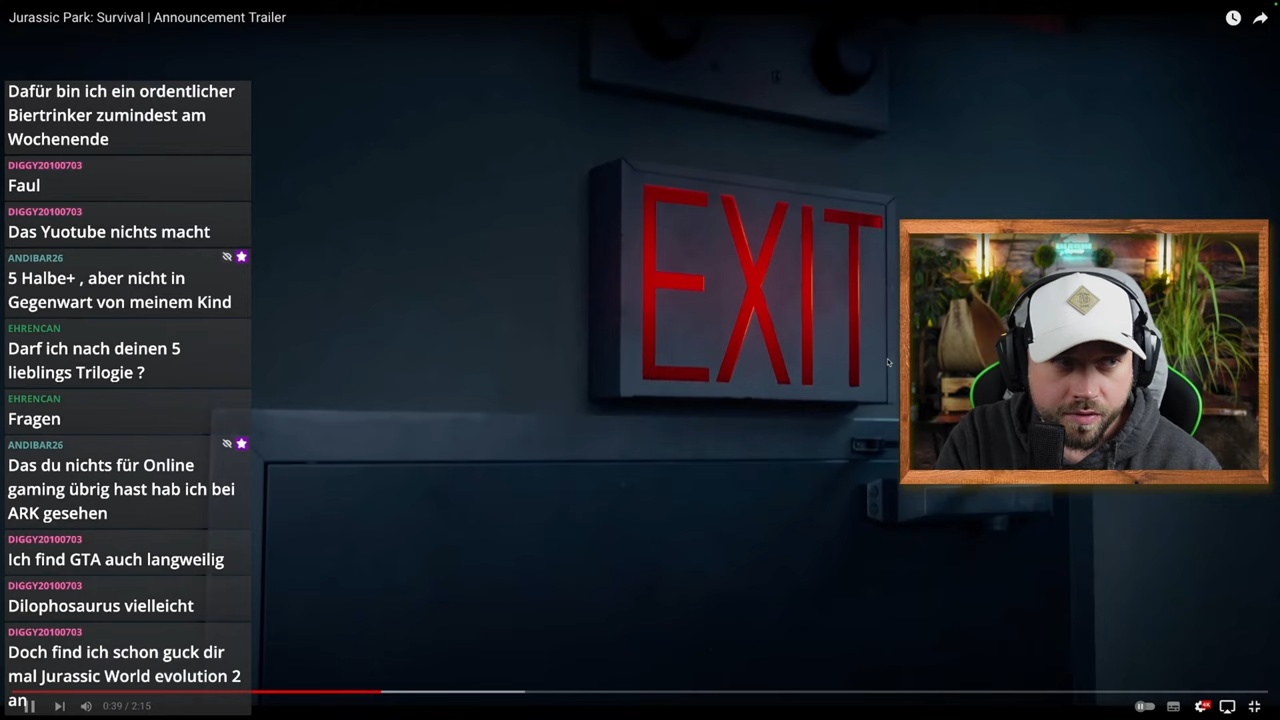 Jurassic Park: Survival | Announcement Trailer
Dafür bin ich ein ordentlicher
Biertrinker zumindest am
Wochenende
DIGGY20100703
Faul
DIGGY20100703
Das Yuotube nichts macht
ANDIBAR26
5 Halbe+ , aber nicht in
Gegenwart von meinem Kind
EHRENCAN
Darf ich nach deinen 5
lieblings Trilogie ?
EHRENCAN
Fragen
ANDIBAR26
Das du nichts für Online
gaming übrig hast hab ich bei
ARK gesehen
DIGGY20100703
Ich find GTA auch langweilig
DIGGY20100703
Dilophosaurus vielleicht
DIGGY20100703
Doch find ich schon guck dir
mal Jurassic World evolution 2
an
EXIT
0:39 / 2:15
4K